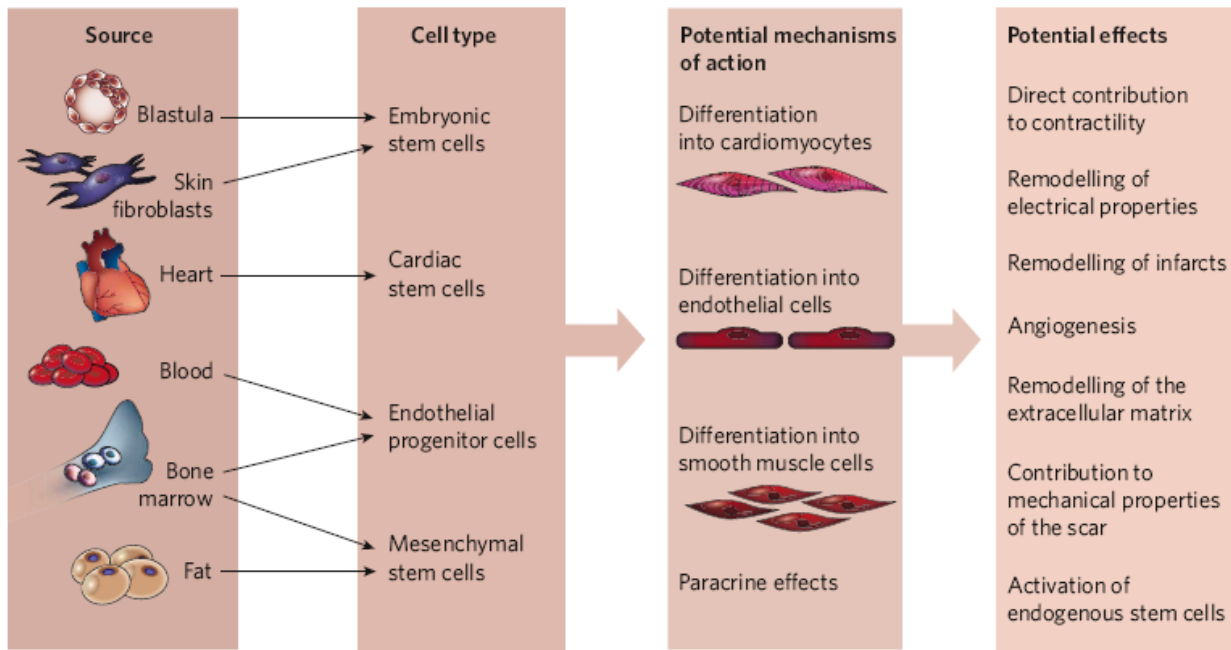 Source
Blastula
Skin
fibroblasts
Heart
Blood
Bone
marrow
Fat
Cell type
Embryonic
stem cells
Cardiac
stem cells
Endothelial
progenitor cells
Mesenchymal
stem cells
Potential mechanisms
of action
Differentiation
into cardiomyocytes
Differentiation into
endothelial cells
Differentiation into
smooth muscle cells
Paracrine effects
Potential effects
Direct contribution
to contractility
Remodelling of
electrical properties
Remodelling of infarcts
Angiogenesis
Remodelling of the
extracellular matrix
Contribution to
mechanical properties
of the scar
Activation of
endogenous stem cells